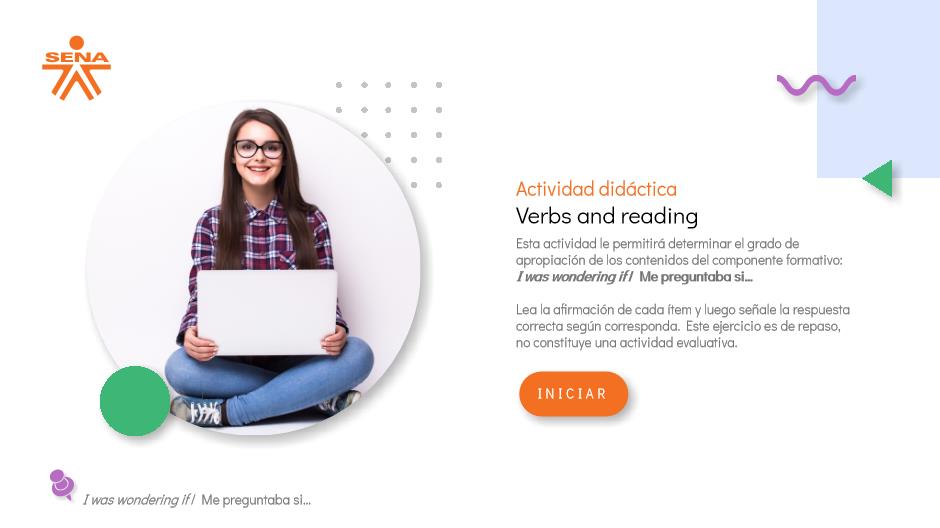 SENA
Actividad didáctica
Verbs and reading
Esta actividad le permitirá determinar el grado de
apropiación de los contenidos del componente formativo:
I was wondering if / Me preguntaba si...
Lea la afirmación de cada ítem y luego señale la respuesta
correcta según corresponda. Este ejercicio es de repaso,
no constituye una actividad evaluativa.
INICIAR
I was wondering if / Me preguntaba si...